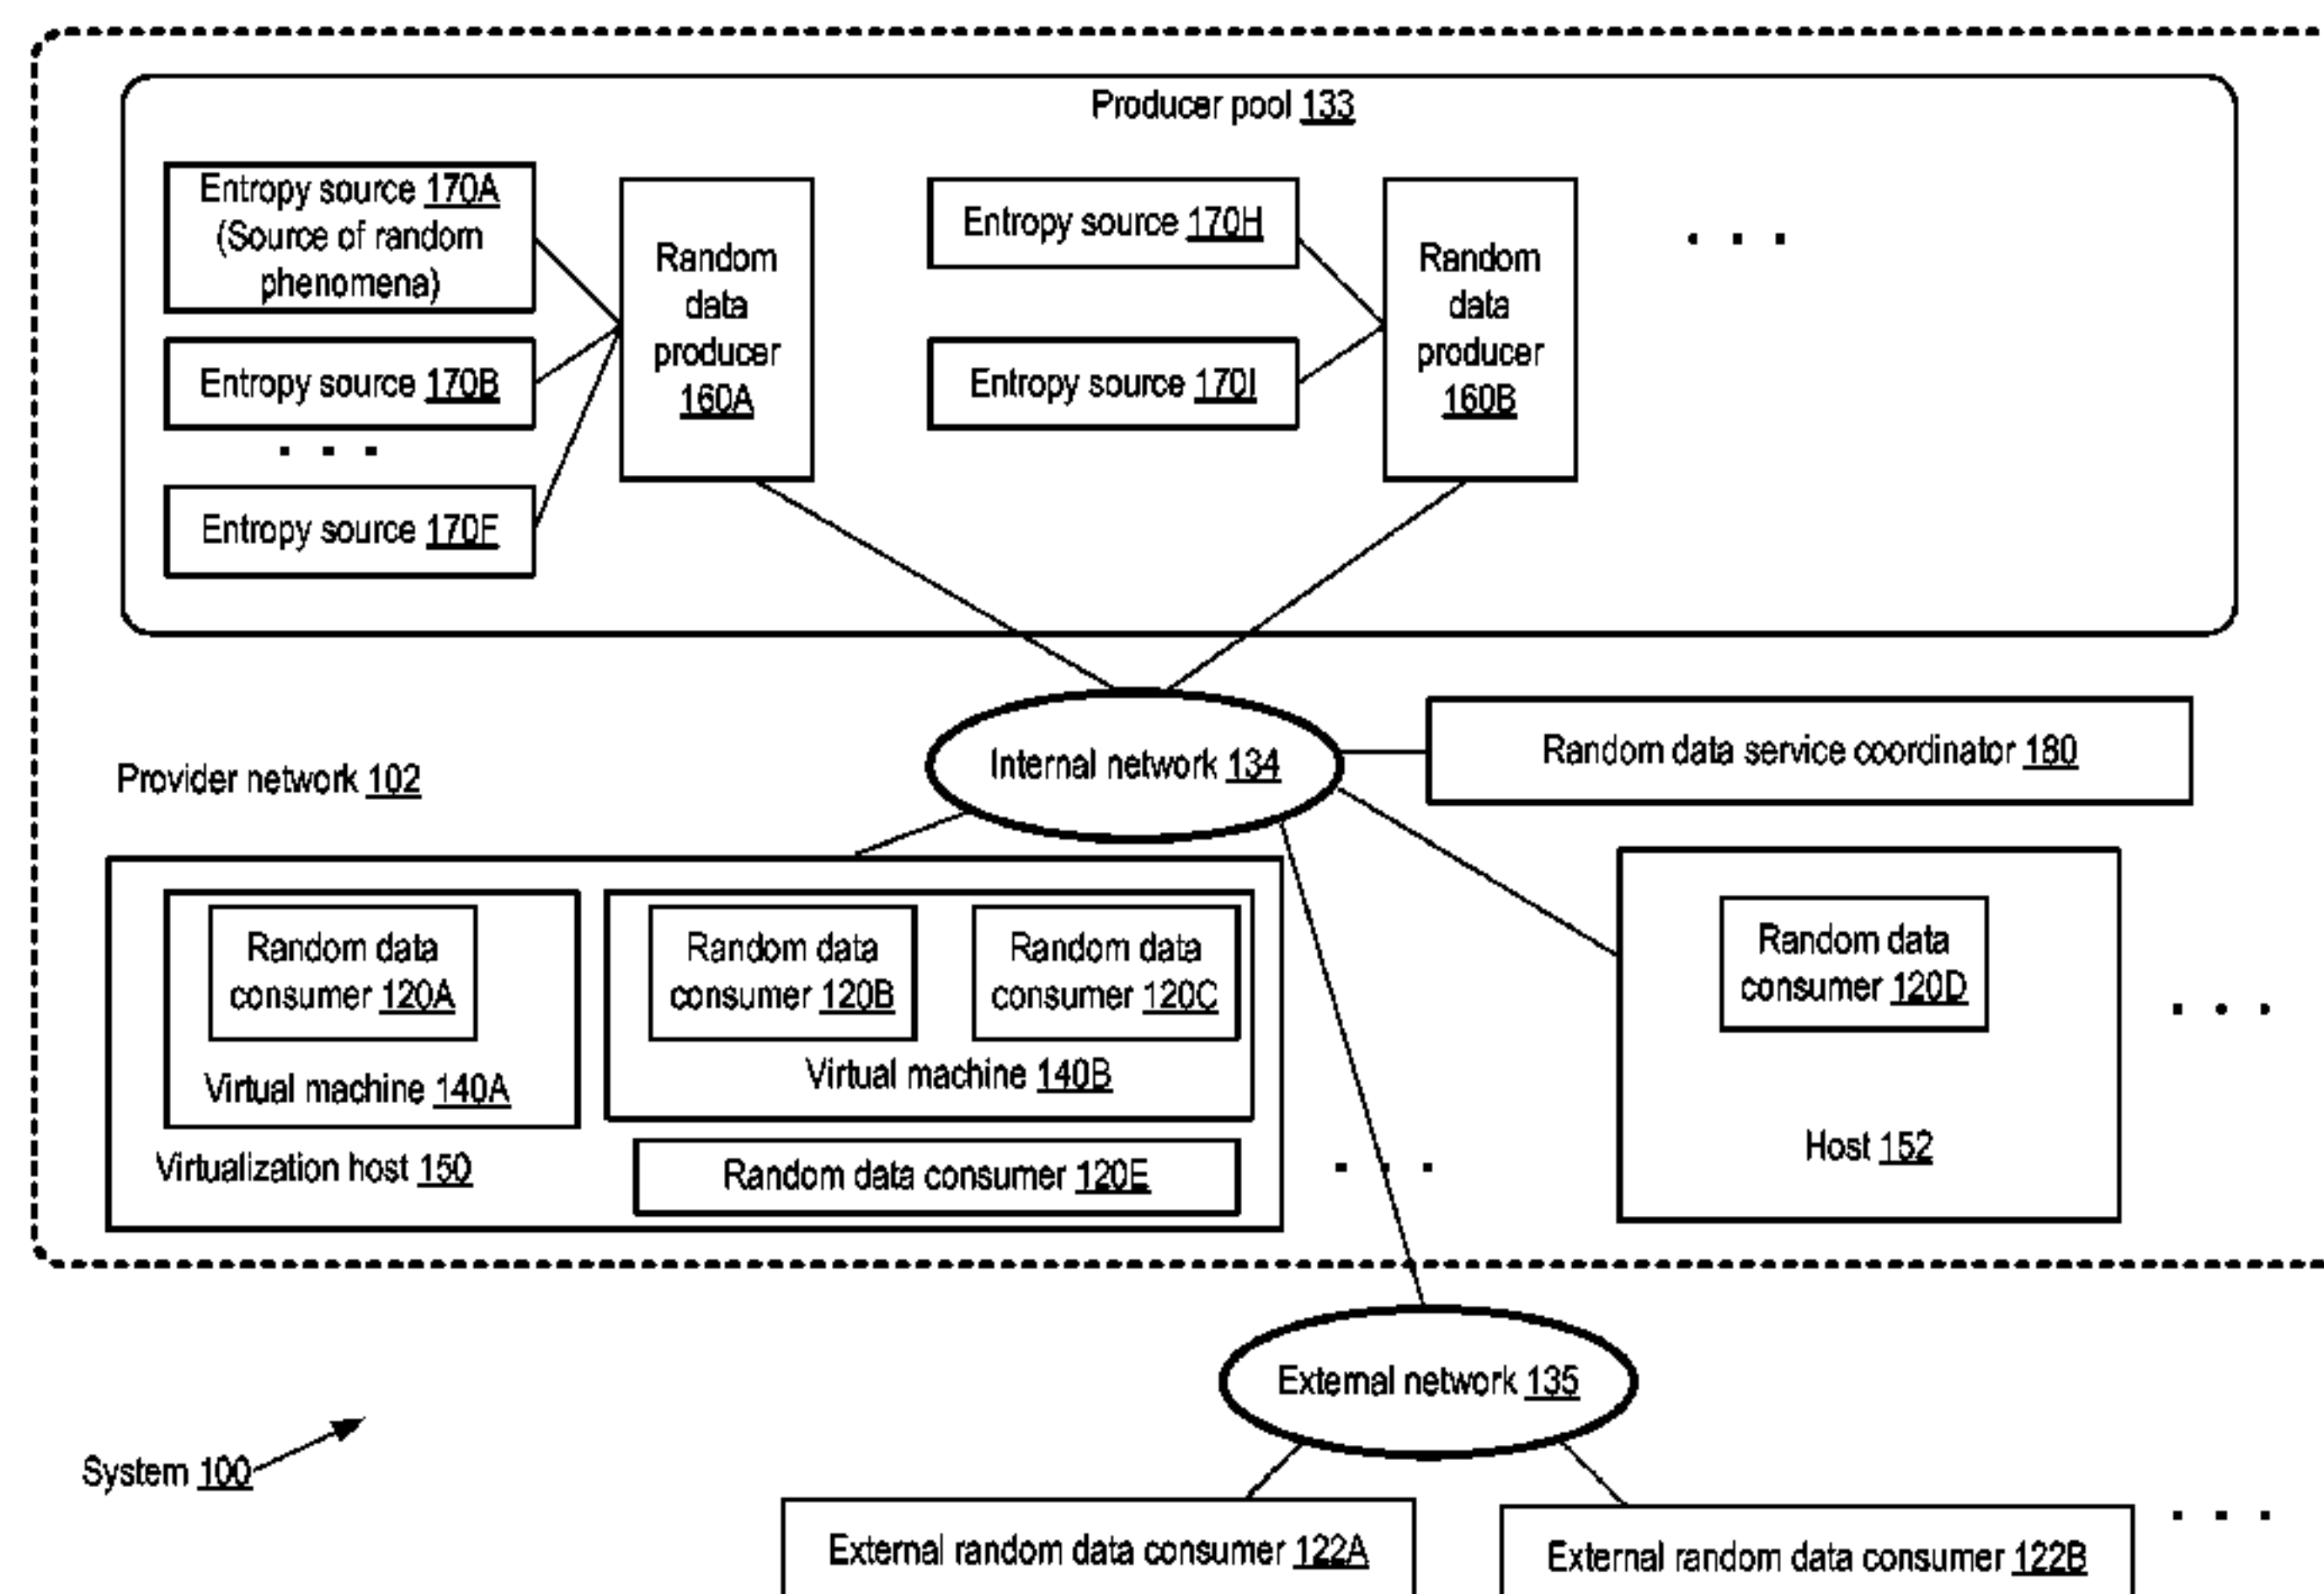 Producer pool 133
Entropy source 170A
(Source of random
phenomena)
Entropy source 170B
. . .
Entropy source 170F
Random
data
producer
160A
Entropy source 170H
Entropy source 170I
Random
data
producer
160B
. . .
Internal network 134
Random data service coordinator 180
Provider network 102
Random data
consumer 120A
Virtual machine 140A
Random data
consumer 120B
Random data
consumer 120C
Virtual machine 140B
Virtualization host 150
Random data consumer 120E
. . .
Random data
consumer 120D
Host 152
. . .
External network 135
System 100
External random data consumer 122A
External random data consumer 122B
. . .